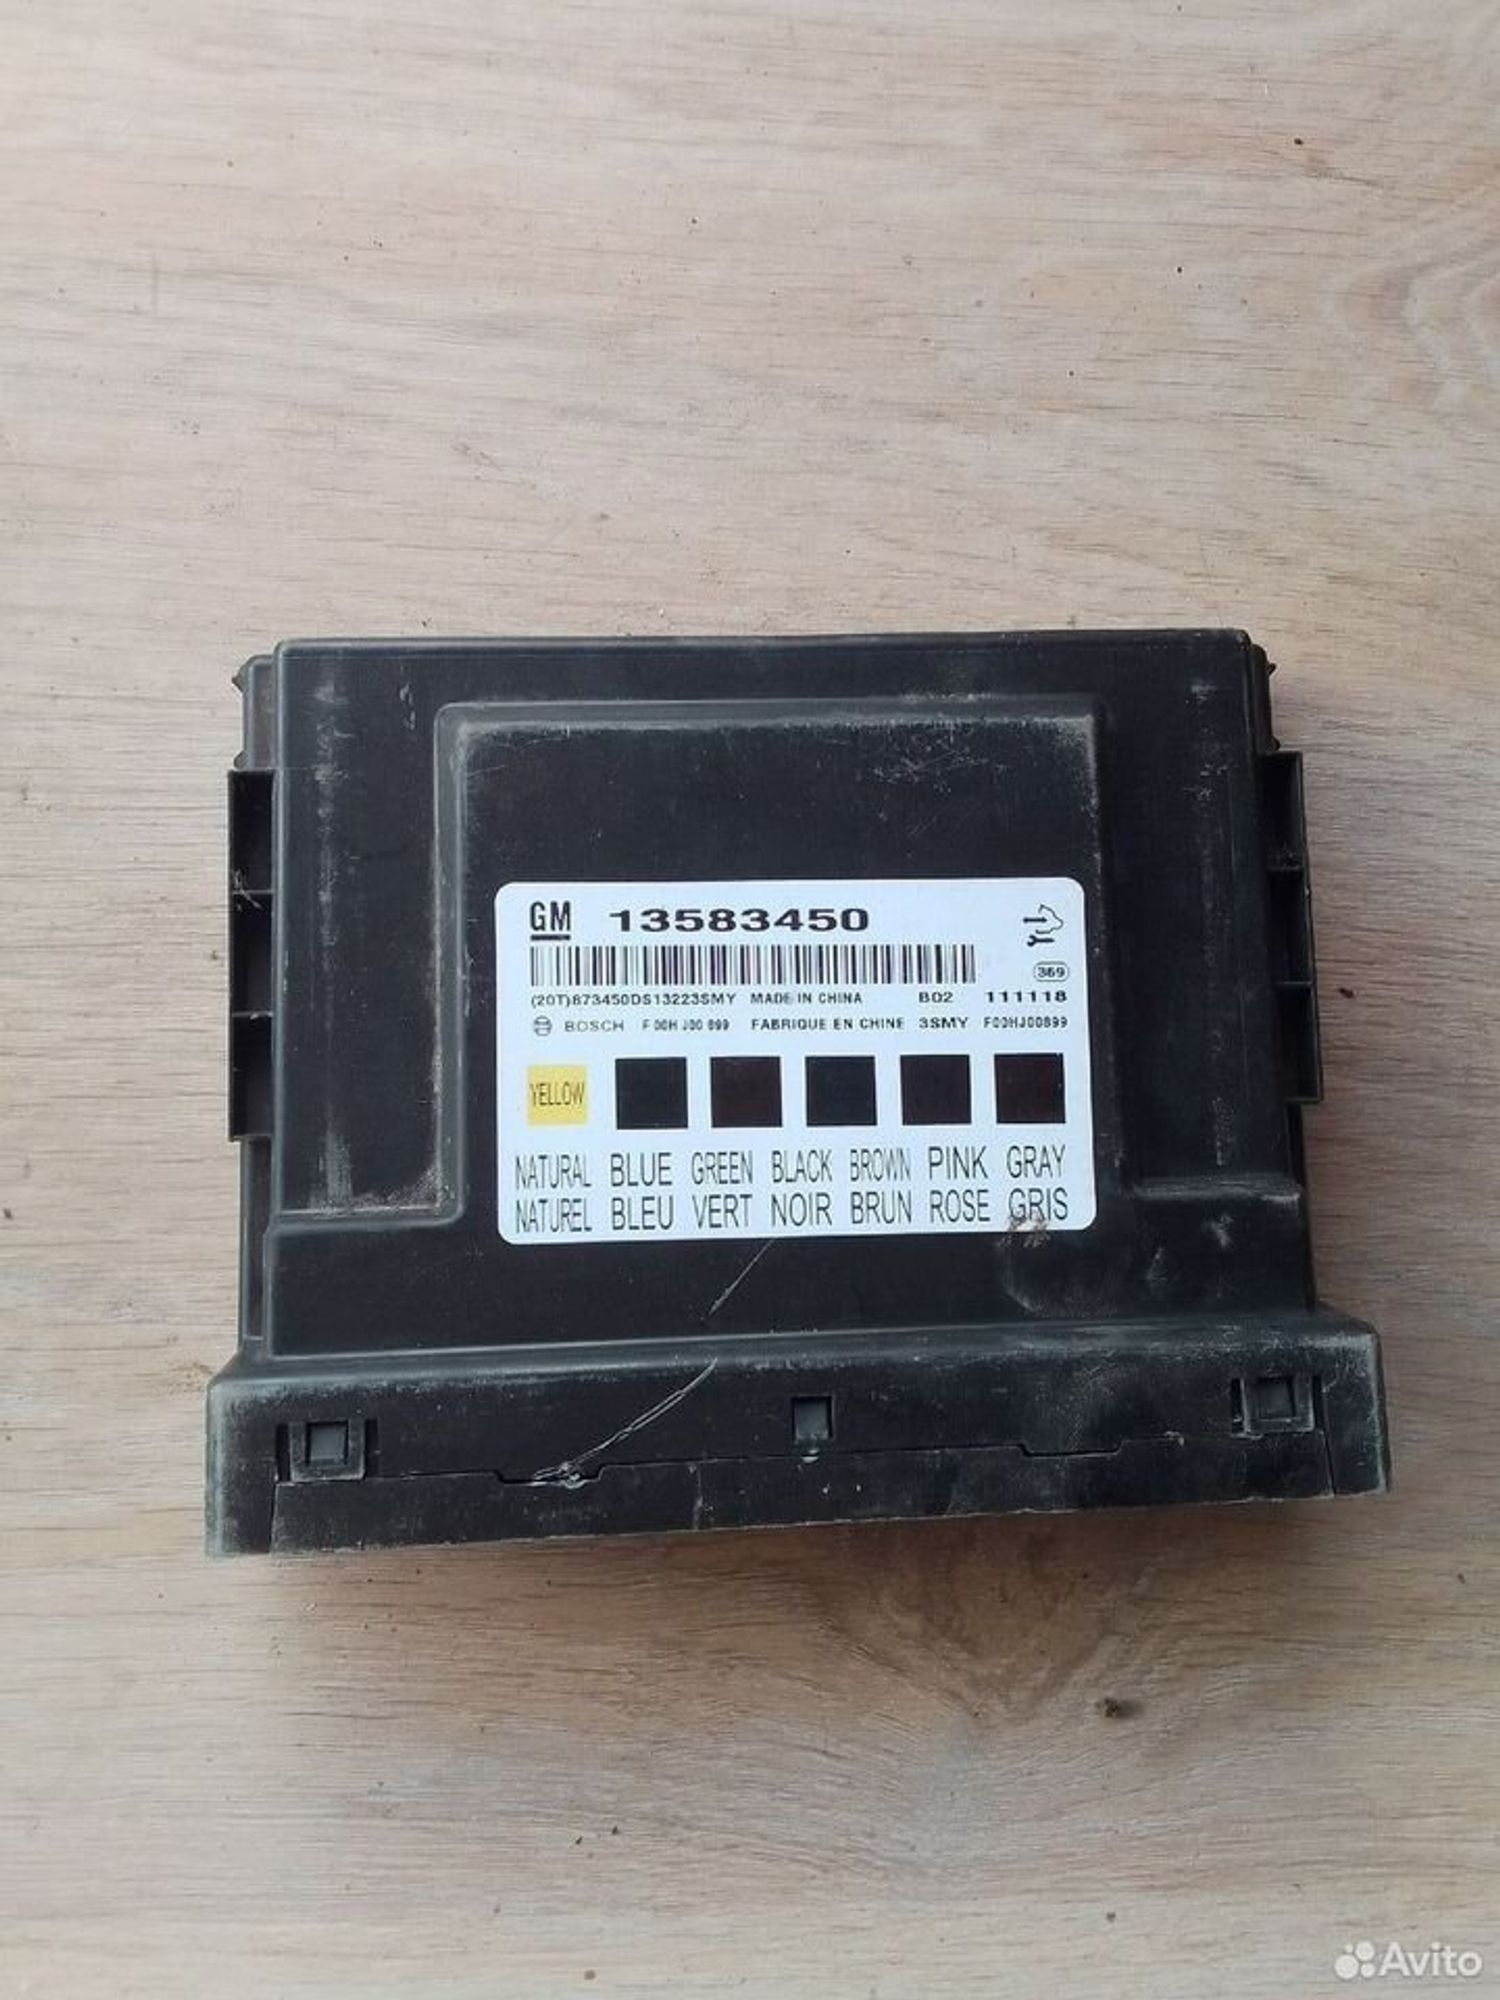 GM 13583450
369
(20T)873450DS13223SMY MADE IN CHINA B02 111118
BOSCH F 00H J00 899 FABRIQUE EN CHINE 3SMY F00HJ00899
YELLOW
NATURAL BLUE GREEN BLACK BROWN PINK GRAY
NATUREL BLEU VERT NOIR BRUN ROSE GRIS
Avito